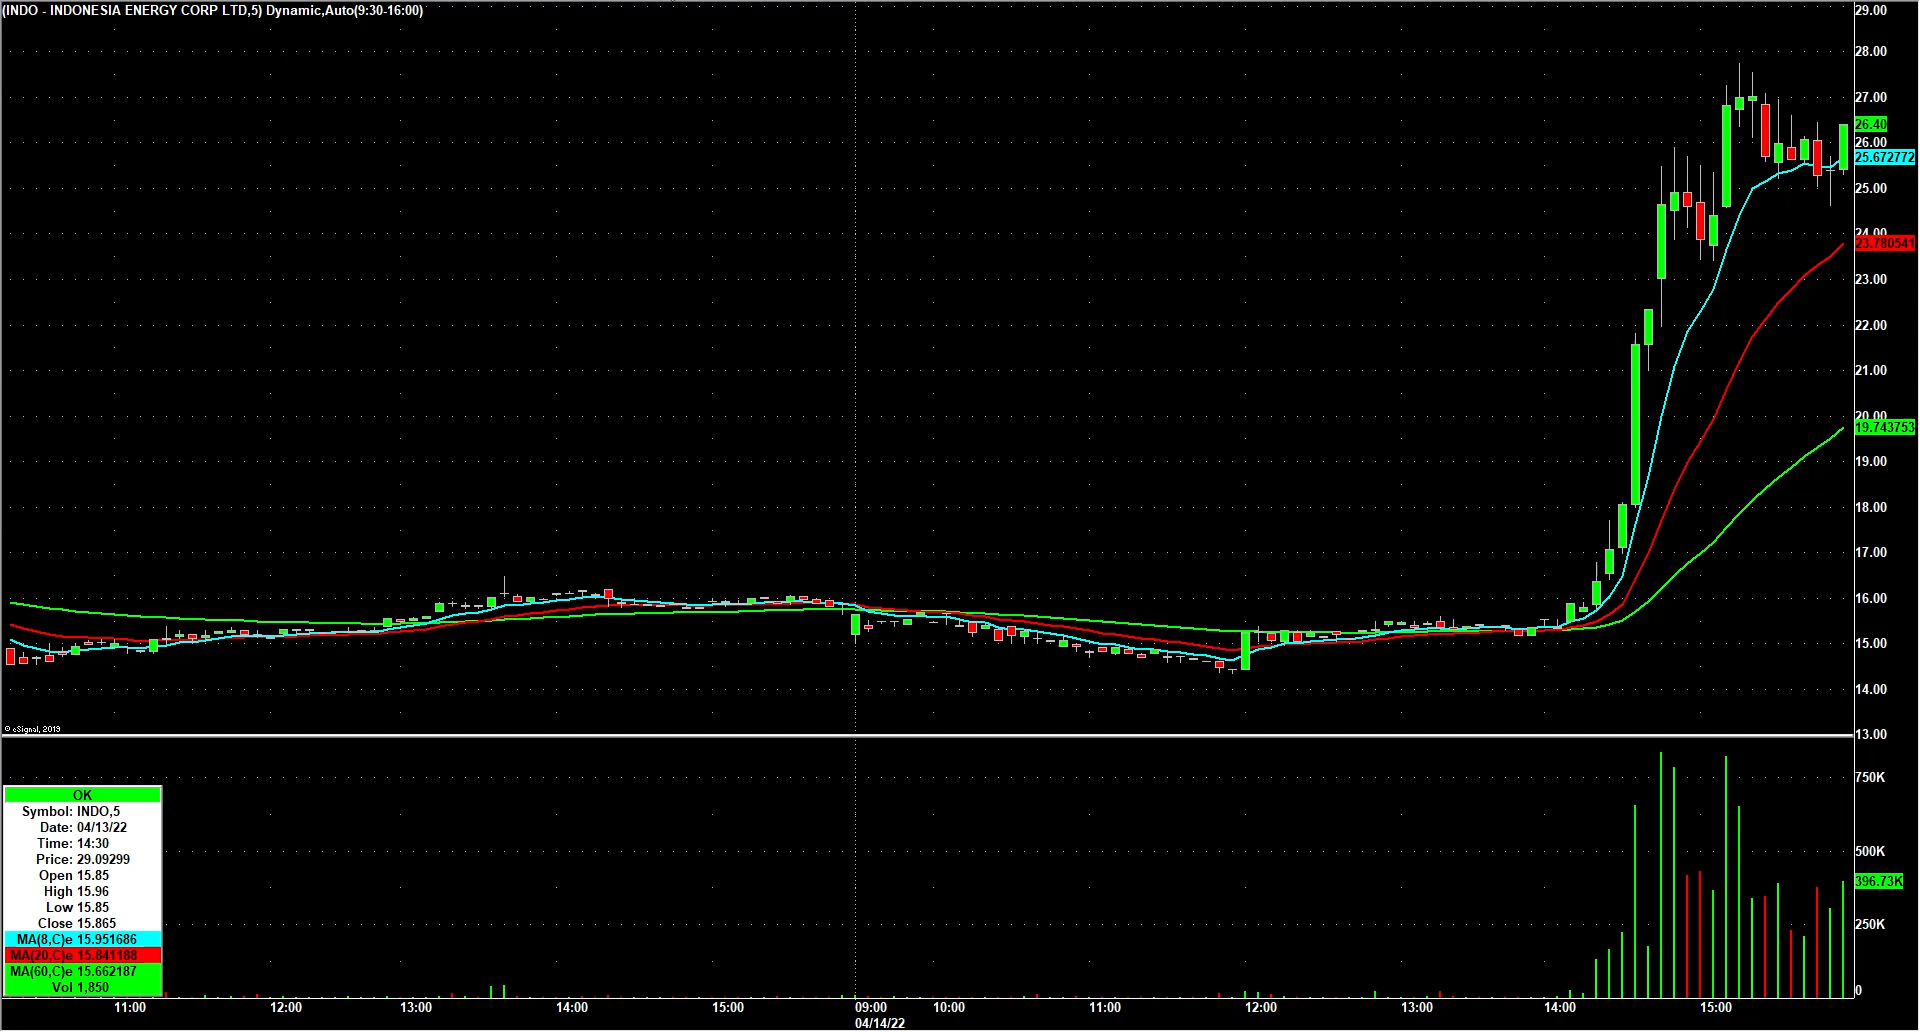 (INDO - INDONESIA ENERGY CORP LTD,5) Dynamic,Auto(9:30-16:00)
29.00
28.00
27.00
26.40
26.00
25.672772
25.00
24.00
23.780541
23.00
22.00
21.00
20.00
19.743753
19.00
18.00
17.00
16.00
15.00
14.00
13.00
© eSignal, 2019
750K
500K
396.73K
250K
0
OK
Symbol: INDO,5
Date: 04/13/22
Time: 14:30
Price: 29.09299
Open 15.85
High 15.96
Low 15.85
Close 15.865
MA(8,C)e 15.951686
MA(20,C)e 15.841188
MA(60,C)e 15.662187
Vol 1,850
11:00 12:00 13:00 14:00 15:00 09:00 10:00 11:00 12:00 13:00 14:00 15:00
04/14/22